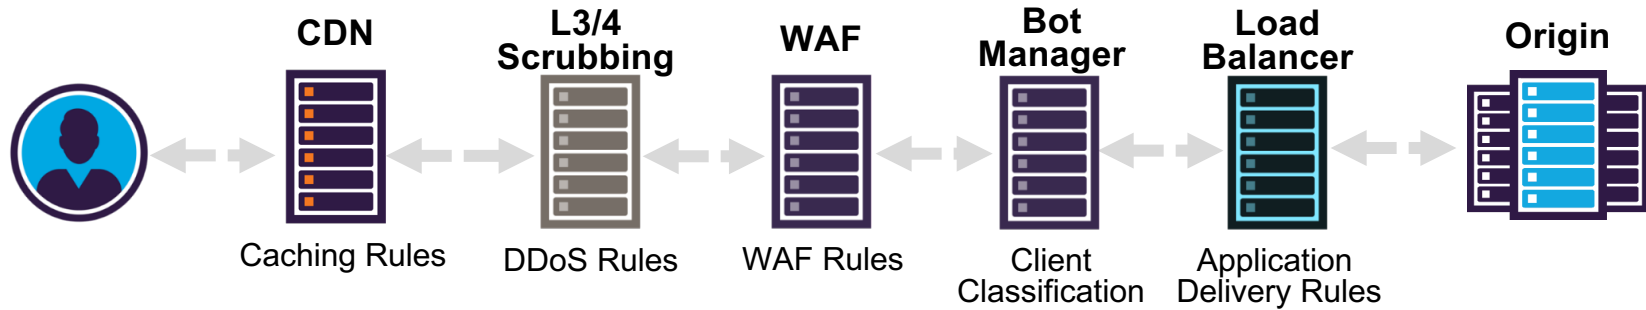 CDN
L3/4
Scrubbing
WAF
Bot
Manager
Load
Balancer
Origin
Caching Rules
DDoS Rules
WAF Rules
Client
Classification
Application
Delivery Rules